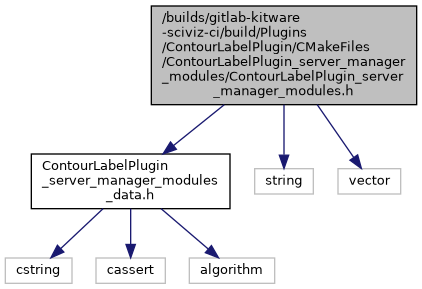 /builds/gitlab-kitware
-sciviz-ci/build/Plugins
/ContourLabelPlugin/CMakeFiles
/ContourLabelPlugin_server_manager
_modules/ContourLabelPlugin_server
_manager_modules.h
ContourLabelPlugin
_server_manager_modules
_data.h
string
vector
cstring
cassert
algorithm